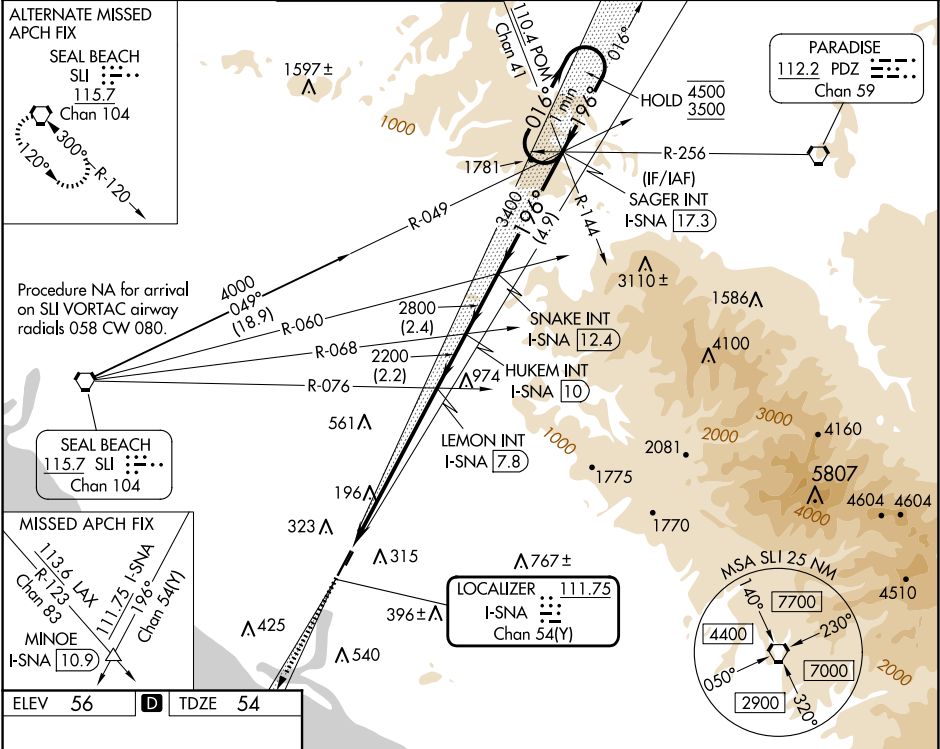 ALTERNATE MISSED
APCH FIX
SEAL BEACH
SLI
115.7
Chan 104
300°
120°
R-120
1597±
1000
110.4 POM
Chan 41
016°
1 min
196°
016°
HOLD 4500
3500
PARADISE
112.2 PDZ
Chan 59
R-256
(IF/IAF)
SAGER INT
I-SNA 17.3
1781
R-144
R-049
3400
196°
(4.9)
3110±
1586
4100
Procedure NA for arrival
on SLI VORTAC airway
radials 058 CW 080.
4000
049°
(18.9)
R-060
2800
(2.4)
SNAKE INT
I-SNA 12.4
R-068
2200
(2.2)
HUKEM INT
I-SNA 10
R-076
974
561
LEMON INT
I-SNA 7.8
SEAL BEACH
115.7 SLI
Chan 104
1000
2000
3000
4160
2081
1775
5807
4000
4604
4604
1770
196
323
315
767±
4510
2000
MISSED APCH FIX
113.6 LAX
R-123
Chan 83
111.75 I-SNA
196°
Chan 54(Y)
MINOE
I-SNA 10.9
396±
LOCALIZER 111.75
I-SNA
Chan 54(Y)
425
540
MSA SLI 25 NM
140°
7700
4400
230°
050°
7000
2900
320°
ELEV 56
D
TDZE 54